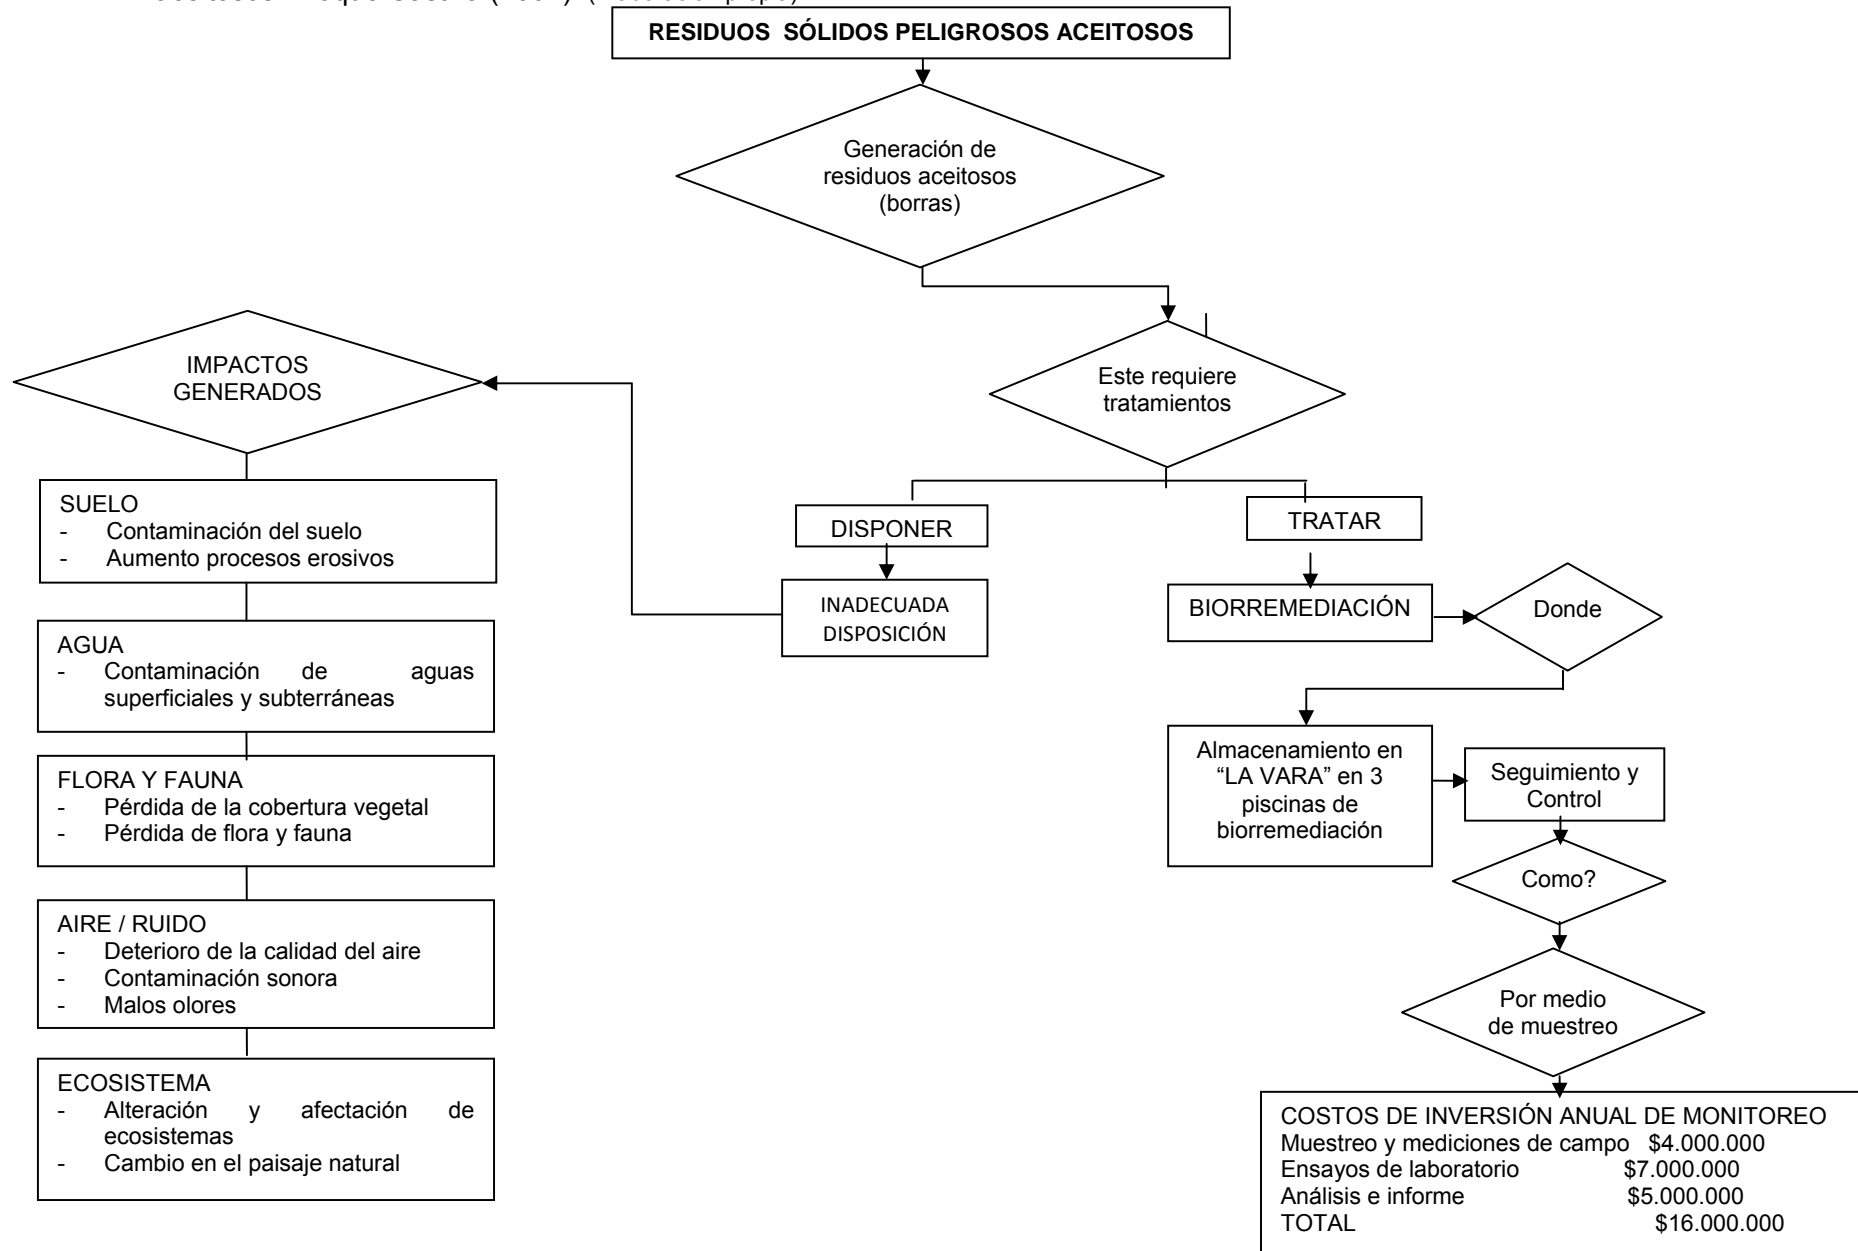 RESIDUOS SÓLIDOS PELIGROSOS ACEITOSOS
Generación de
residuos aceitosos
(borras)
Este requiere
tratamientos
IMPACTOS
GENERADOS
SUELO
- Contaminación del suelo
- Aumento procesos erosivos
AGUA
- Contaminación de aguas
superficiales y subterráneas
FLORA Y FAUNA
- Pérdida de la cobertura vegetal
- Pérdida de flora y fauna
AIRE / RUIDO
- Deterioro de la calidad del aire
- Contaminación sonora
- Malos olores
ECOSISTEMA
- Alteración y afectación de
ecosistemas
- Cambio en el paisaje natural
DISPONER
INADECUADA
DISPOSICIÓN
TRATAR
BIORREMEDIACIÓN
Donde
Almacenamiento en
“LA VARA” en 3
piscinas de
biorremediación
Seguimiento y
Control
Como?
Por medio
de muestreo
COSTOS DE INVERSIÓN ANUAL DE MONITOREO
Muestreo y mediciones de campo $4.000.000
Ensayos de laboratorio $7.000.000
Análisis e informe $5.000.000
TOTAL $16.000.000